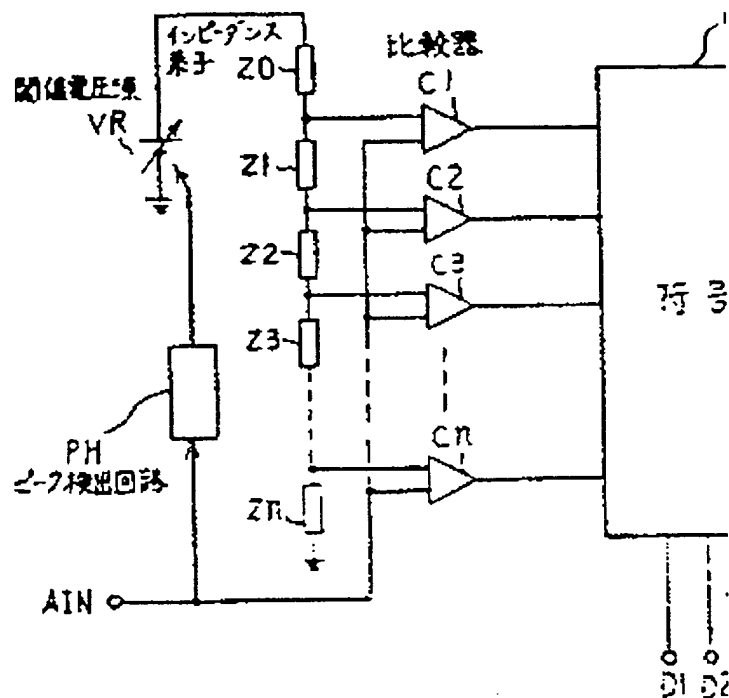 インピーダンス
素子
Z0
比較器
C1
閾値電圧源
VR
Z1
C2
Z2
C3
符号
Z3
PH
ピーク検出回路
Cn
Zn
AIN
D1 D2